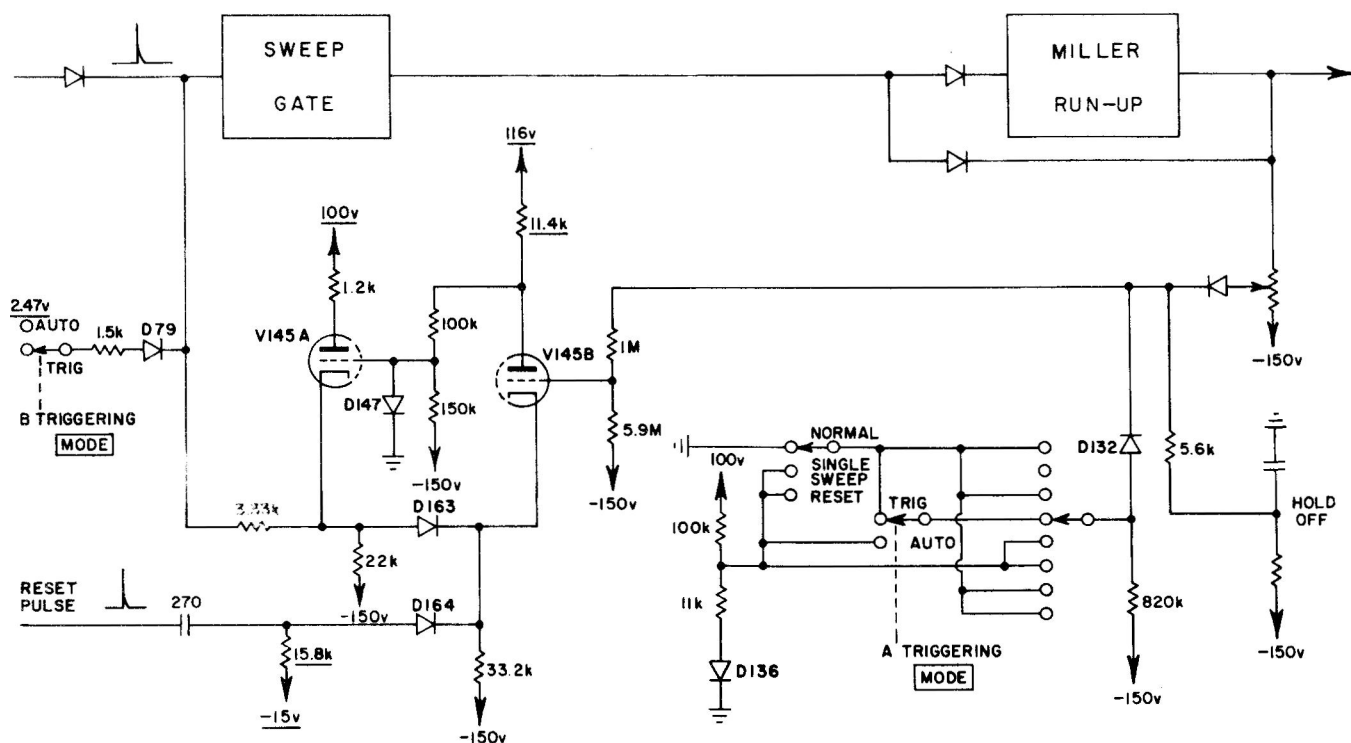 SWEEP
GATE
MILLER
RUN-UP
116v
11.4k
100v
1.2k
2.47v
AUTO
1.5k
D79
TRIG
B TRIGGERING
MODE
V145A
100k
V145B
D147
150k
-150v
1M
5.9M
-150v
-150v
3.33k
D163
22k
-150v
RESET
PULSE
270
D164
15.8k
-15v
33.2k
-150v
NORMAL
SINGLE
SWEEP
RESET
100v
100k
TRIG
AUTO
11k
D136
A TRIGGERING
MODE
D132
820k
-150v
5.6k
HOLD
OFF
-150v